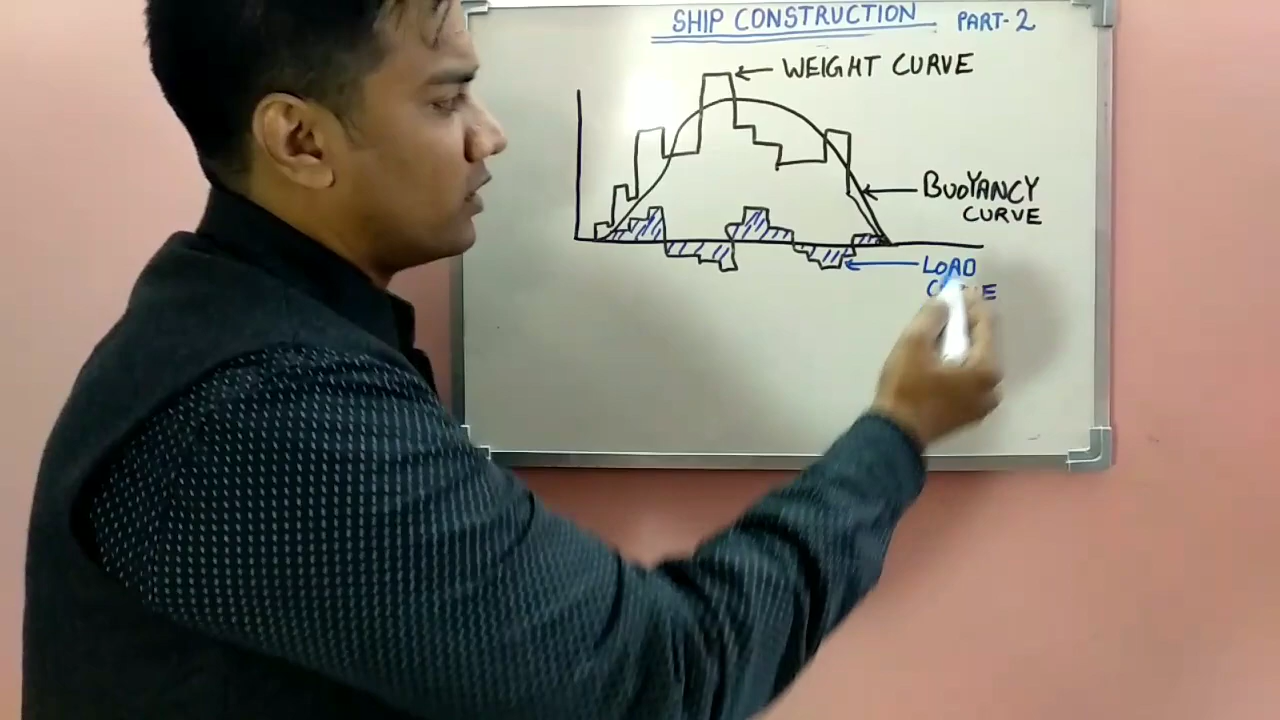 SHIP CONSTRUCTION PART-2
WEIGHT CURVE
BUOYANCY
CURVE
LOAD